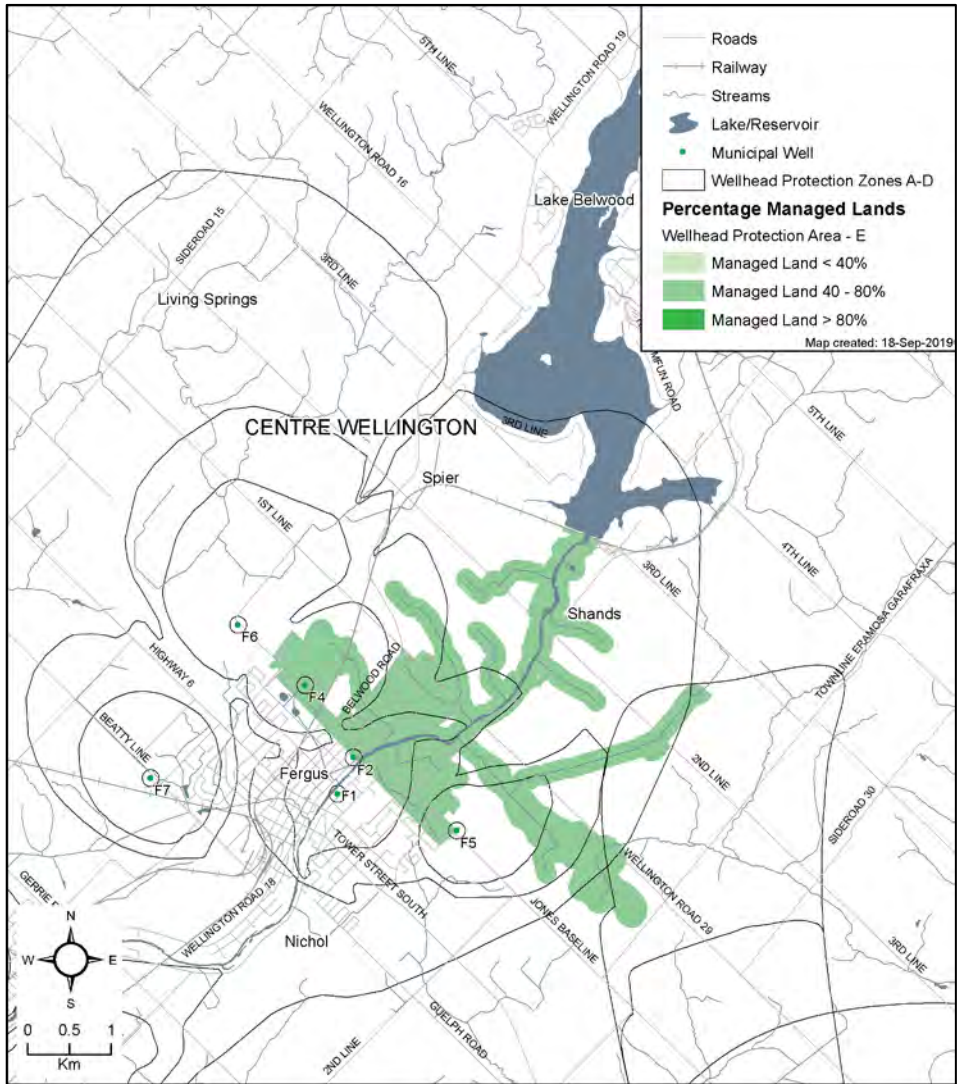 Roads
Railway
Streams
Lake/Reservoir
Municipal Well
Wellhead Protection Zones A-D
Percentage Managed Lands
Wellhead Protection Area - E
Managed Land < 40%
Managed Land 40 - 80%
Managed Land > 80%
Map created: 18-Sep-2019
5TH LINE
WELLINGTON ROAD 19
WELLINGTON ROAD 16
Lake Belwood
SIDEROAD 15
3RD LINE
Living Springs
MFUN ROAD
5TH LINE
3RD LINE
CENTRE WELLINGTON
Spier
1ST LINE
4TH LINE
3RD LINE
TOWNLINE ERAMOSA GARAFRAXA
Shands
F6
HIGHWAY 6
BELWOOD ROAD
F4
BEATTY LINE
F2
Fergus
2ND LINE
F7
F1
SIDEROAD 30
F5
TOWER STREET SOUTH
WELLINGTON ROAD 29
GERRIE
WELLINGTON ROAD 18
JONES BASELINE
Nichol
3RD LINE
GUELPH ROAD
2ND LINE
N
W
E
S
0 0.5 1
Km